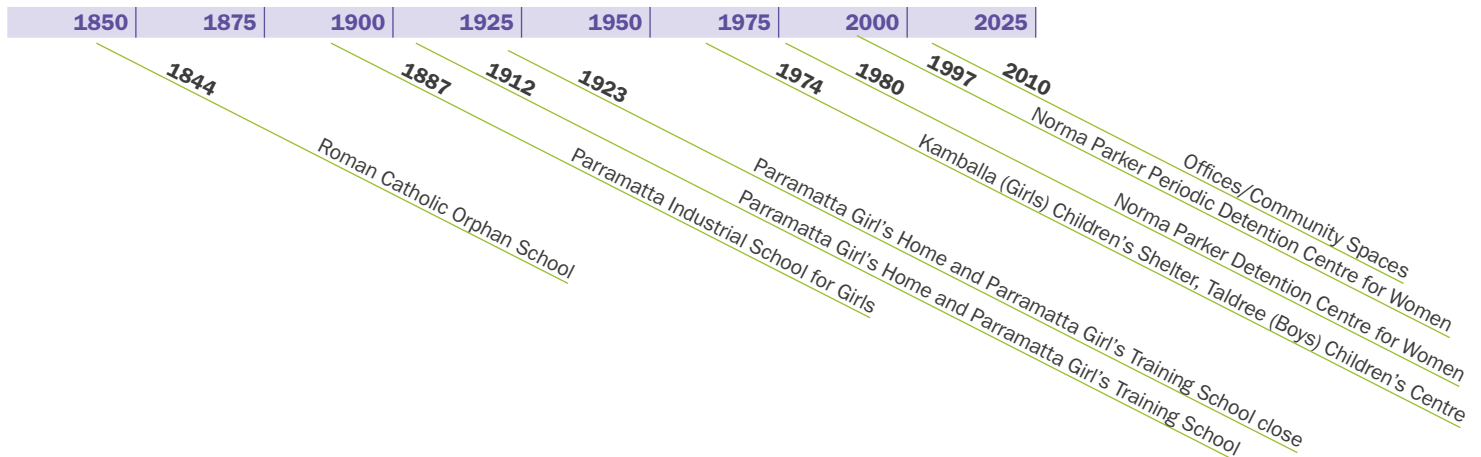 1850 1875 1900 1925 1950 1975 2000 2025
1844
Roman Catholic Orphan School
1887
Parramatta Industrial School for Girls
1912
Parramatta Girl's Home and Parramatta Girl's Training School
1923
Parramatta Girl's Home and Parramatta Girl's Training School close
1974
Kamballa (Girls) Children's Shelter, Taldree (Boys) Children's Centre
1980
Norma Parker Detention Centre for Women
1997
Norma Parker Periodic Detention Centre for Women
2010
Offices/Community Spaces